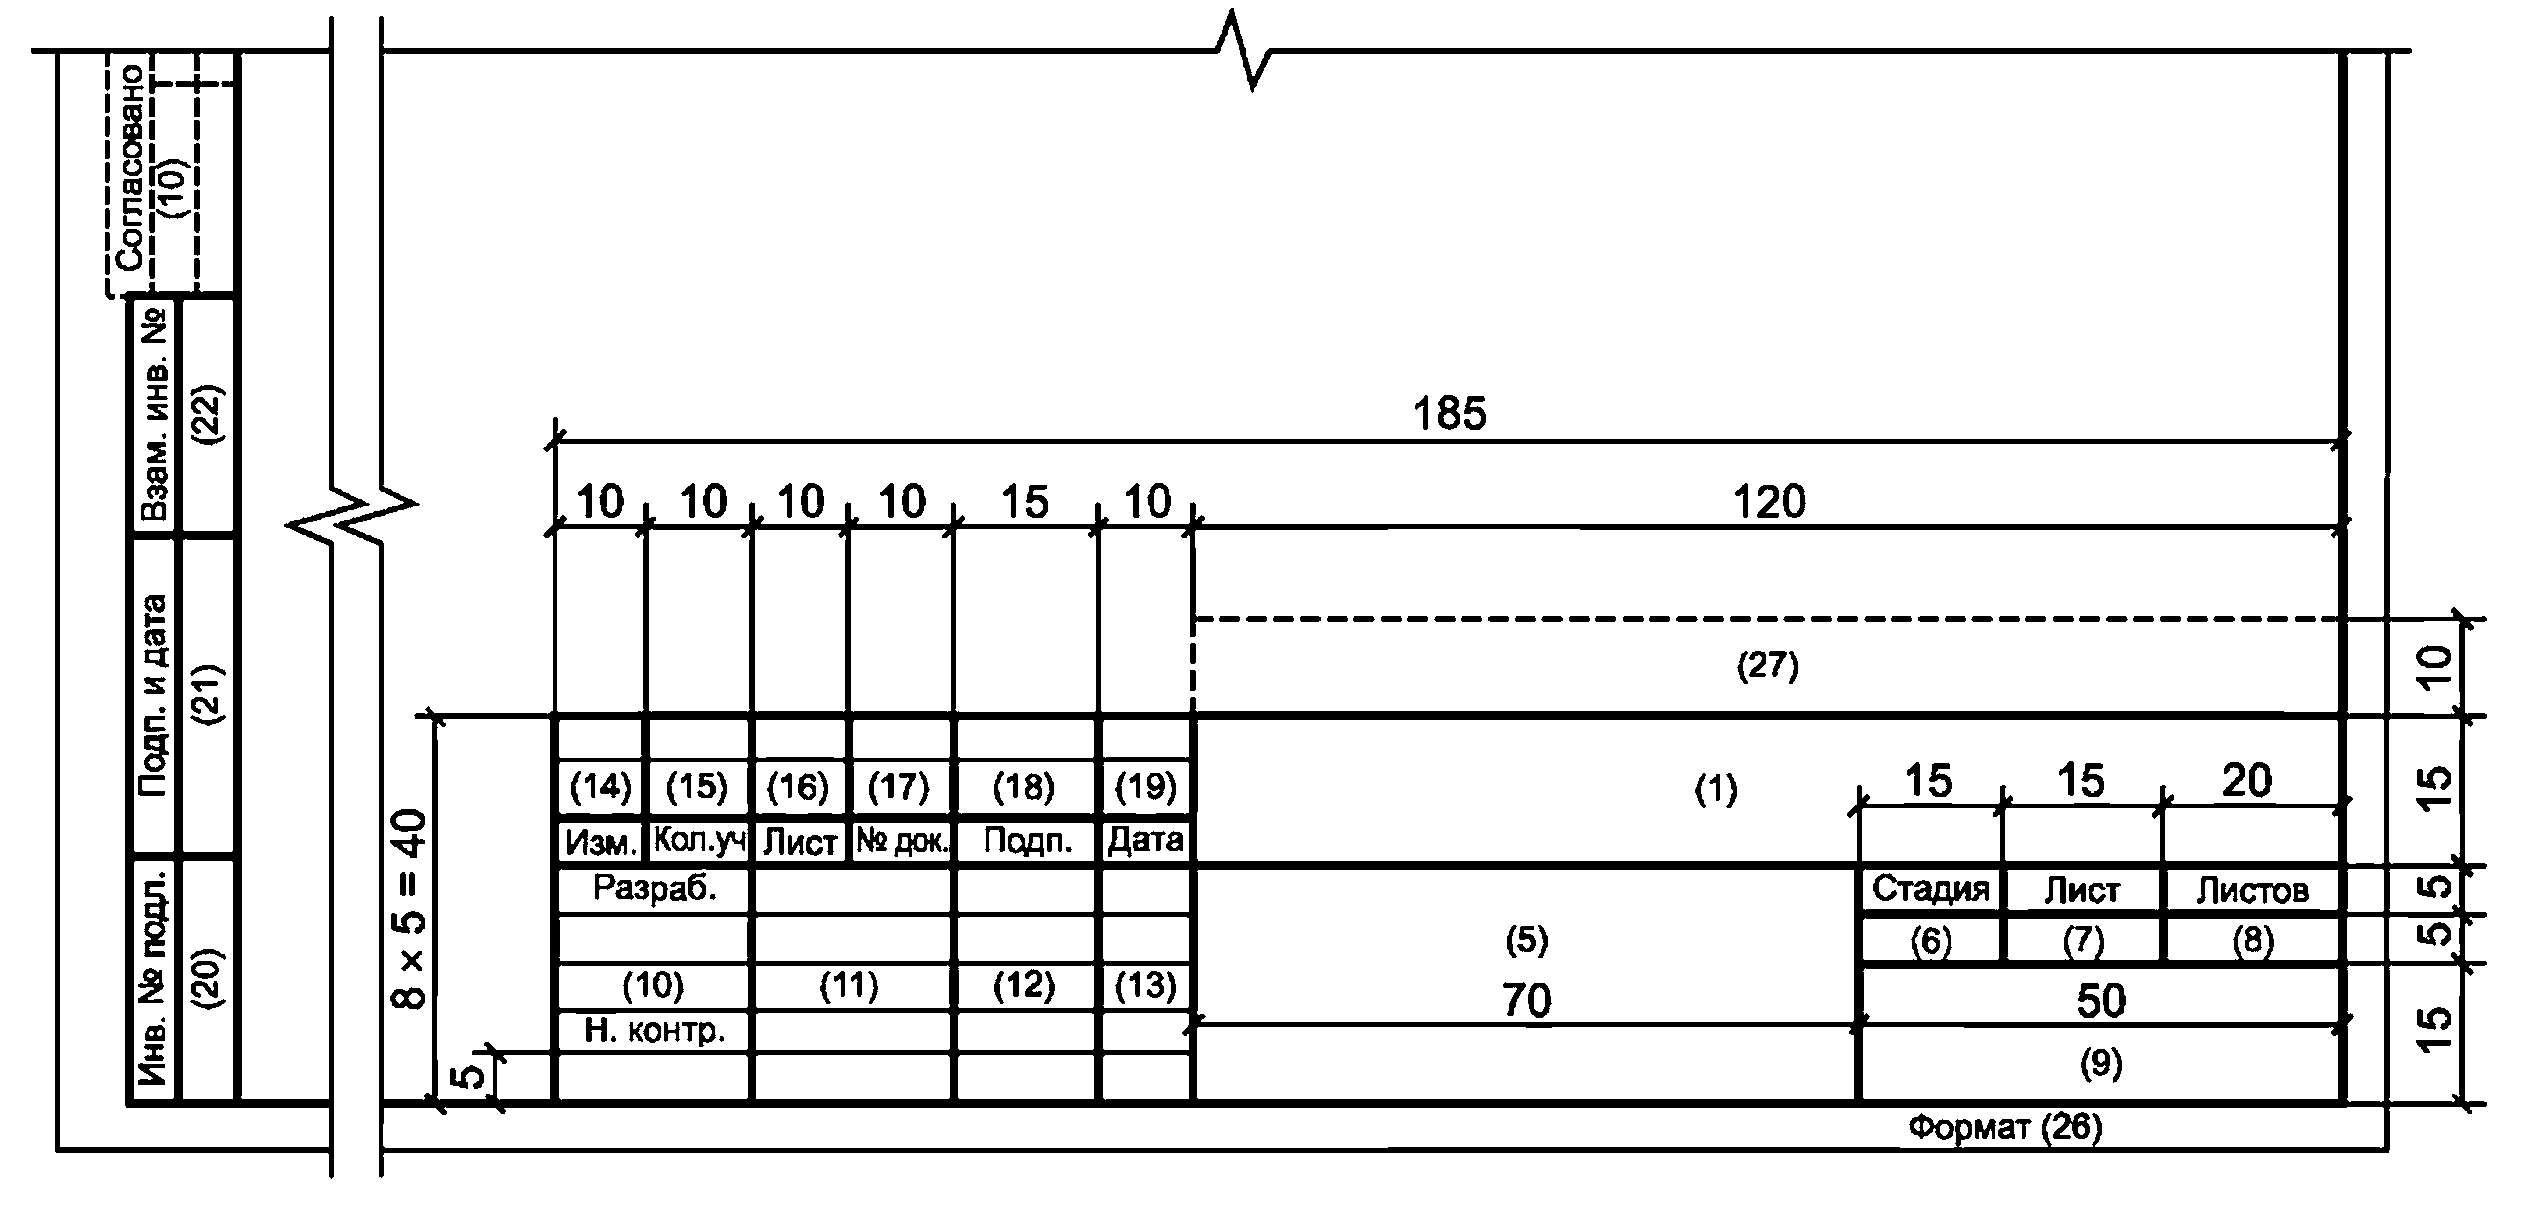 Согласовано
(10)
Взам. инв. №
(22)
Подп. и дата
(21)
Инв. № подл.
(20)
185
10 10 10 10 15 10 120
(27)
10
(14) (15) (16) (17) (18) (19)
(1)
15 15 20
15
Изм. Кол.уч Лист № док. Подп. Дата
8 × 5 = 40
Разраб.
Стадия Лист Листов
5
(5)
(6) (7) (8)
5
(10) (11) (12) (13)
70 50
Н. контр.
15
5
(9)
Формат (26)